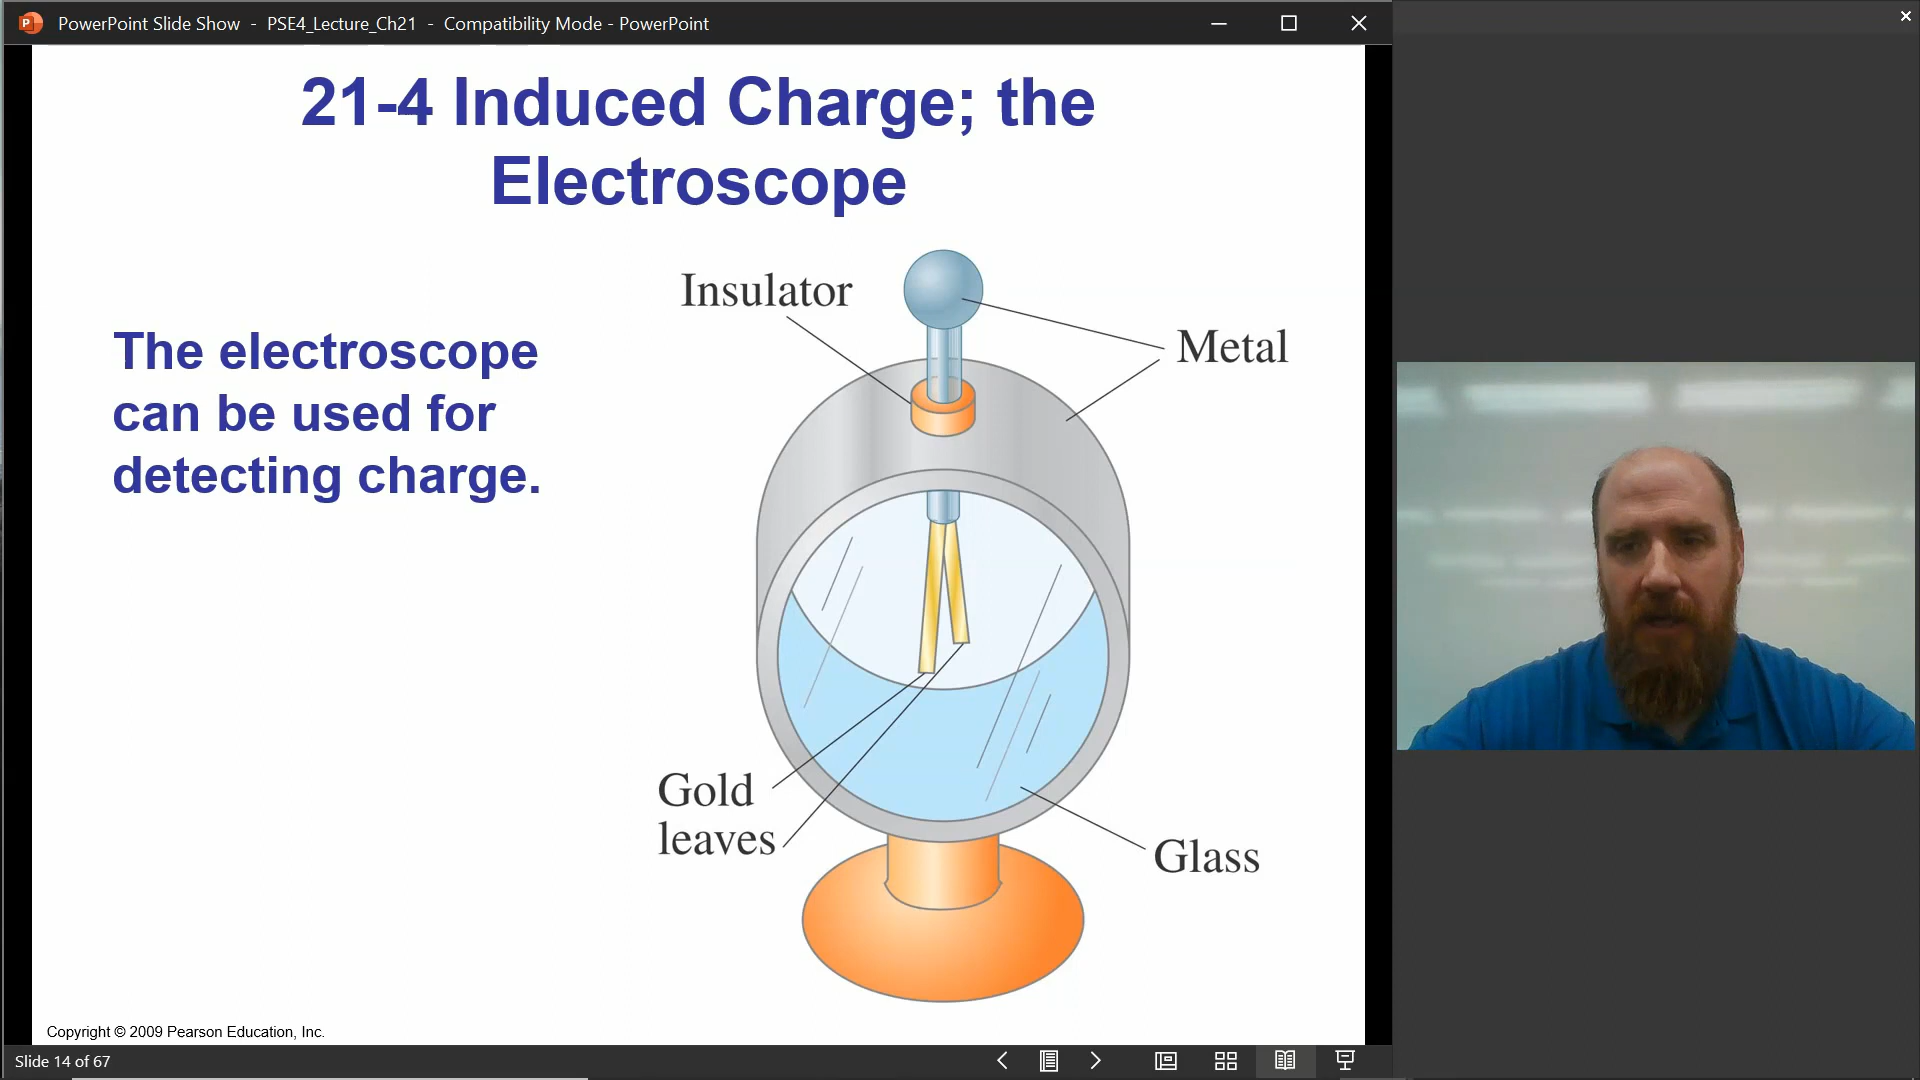 PowerPoint Slide Show - PSE4_Lecture_Ch21 - Compatibility Mode - PowerPoint
21-4 Induced Charge; the
Electroscope
The electroscope
can be used for
detecting charge.
Insulator
Metal
Gold
leaves
Glass
Copyright © 2009 Pearson Education, Inc.
Slide 14 of 67